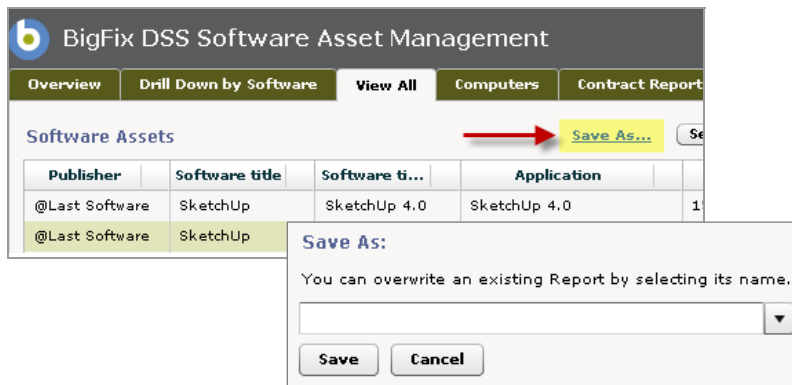 b BigFix DSS Software Asset Management
Overview Drill Down by Software View All Computers Contract Report
Software Assets Save As...
Publisher Software title Software ti... Application
@Last Software SketchUp SketchUp 4.0 SketchUp 4.0
@Last Software SketchUp
Save As:
You can overwrite an existing Report by selecting its name.
Save Cancel